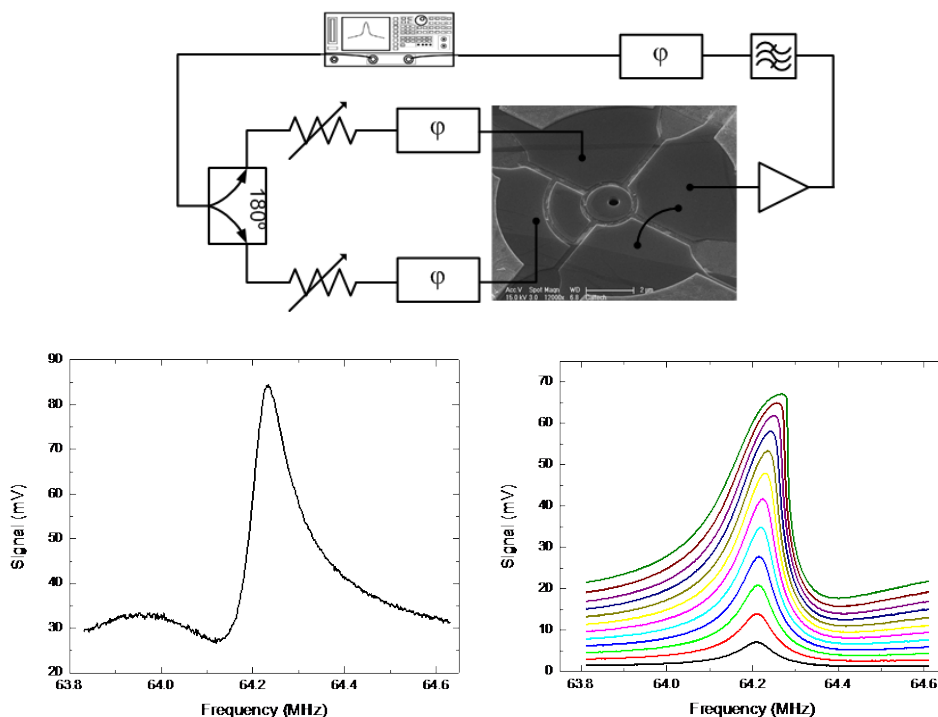 φ
φ
180°
φ
Acc.V Spot Magn WD 2 µm
15.0 kV 3.0 12000x 6.8 Caltech
90
80
70
60
50
40
30
20
Signal (mV)
63.8 64.0 64.2 64.4 64.6
Frequency (MHz)
70
60
50
40
30
20
10
0
Signal (mV)
63.8 64.0 64.2 64.4 64.6
Frequency (MHz)